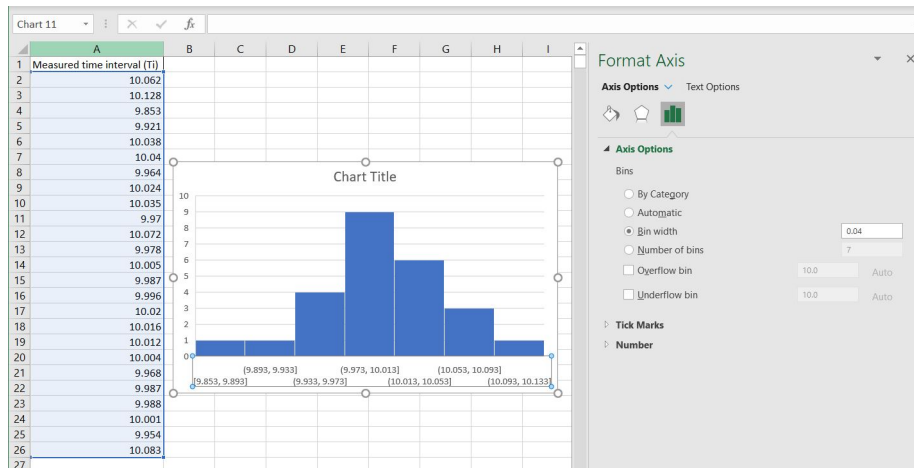 Chart 11
fx
A B C D E F G H I
1 Measured time interval (Ti)
2 10.062
3 10.128
4 9.853
5 9.921
6 10.038
7 10.04
8 9.964
9 10.024
10 10.035
11 9.97
12 10.072
13 9.978
14 10.005
15 9.987
16 9.996
17 10.02
18 10.016
19 10.012
20 10.004
21 9.968
22 9.987
23 9.988
24 10.001
25 9.954
26 10.083
27
Chart Title
10
9
8
7
6
5
4
3
2
1
0
(9.893, 9.933] (9.973, 10.013] (10.053, 10.093]
[9.853, 9.893] (9.933, 9.973] (10.013, 10.053] (10.093, 10.133]
Format Axis
Axis Options Text Options
Axis Options
Bins
By Category
Automatic
Bin width 0.04
Number of bins 7
Overflow bin 10.0 Auto
Underflow bin 10.0 Auto
Tick Marks
Number